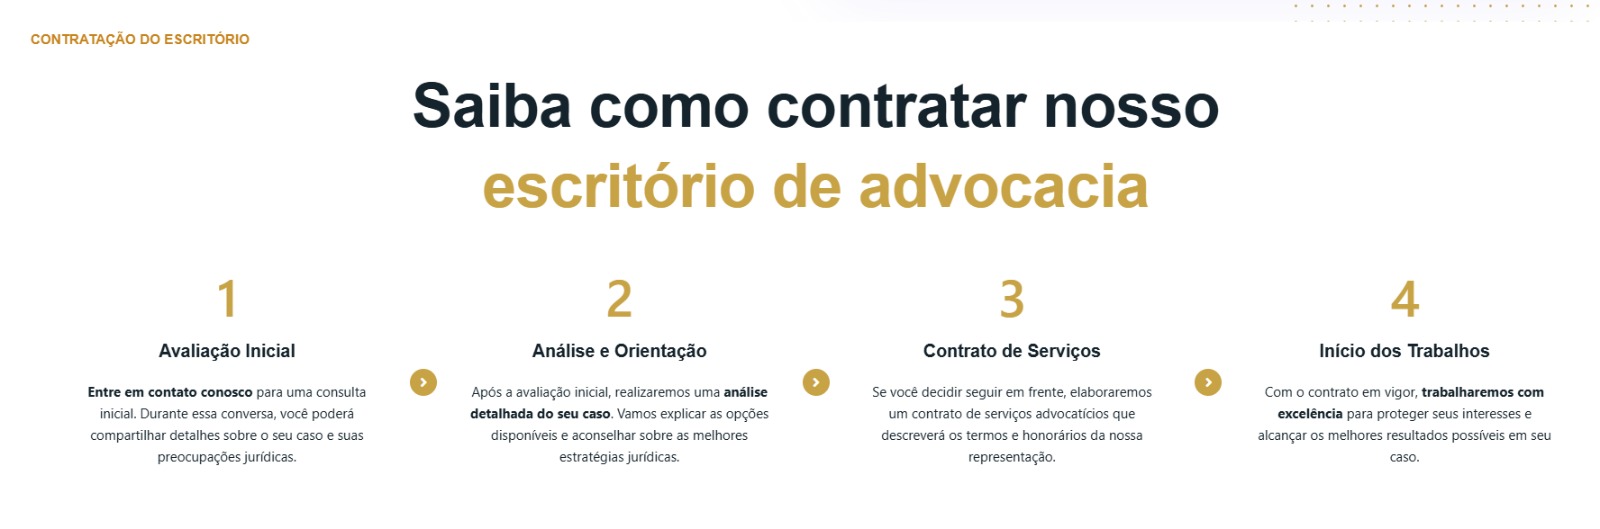 CONTRATAÇÃO DO ESCRITÓRIO
Saiba como contratar nosso
escritório de advocacia
1
Avaliação Inicial
Entre em contato conosco para uma consulta
inicial. Durante essa conversa, você poderá
compartilhar detalhes sobre o seu caso e suas
preocupações jurídicas.
2
Análise e Orientação
Após a avaliação inicial, realizaremos uma análise
detalhada do seu caso. Vamos explicar as opções
disponíveis e aconselhar sobre as melhores
estratégias jurídicas.
3
Contrato de Serviços
Se você decidir seguir em frente, elaboraremos
um contrato de serviços advocatícios que
descreverá os termos e honorários da nossa
representação.
4
Início dos Trabalhos
Com o contrato em vigor, trabalharemos com
excelência para proteger seus interesses e
alcançar os melhores resultados possíveis em seu
caso.